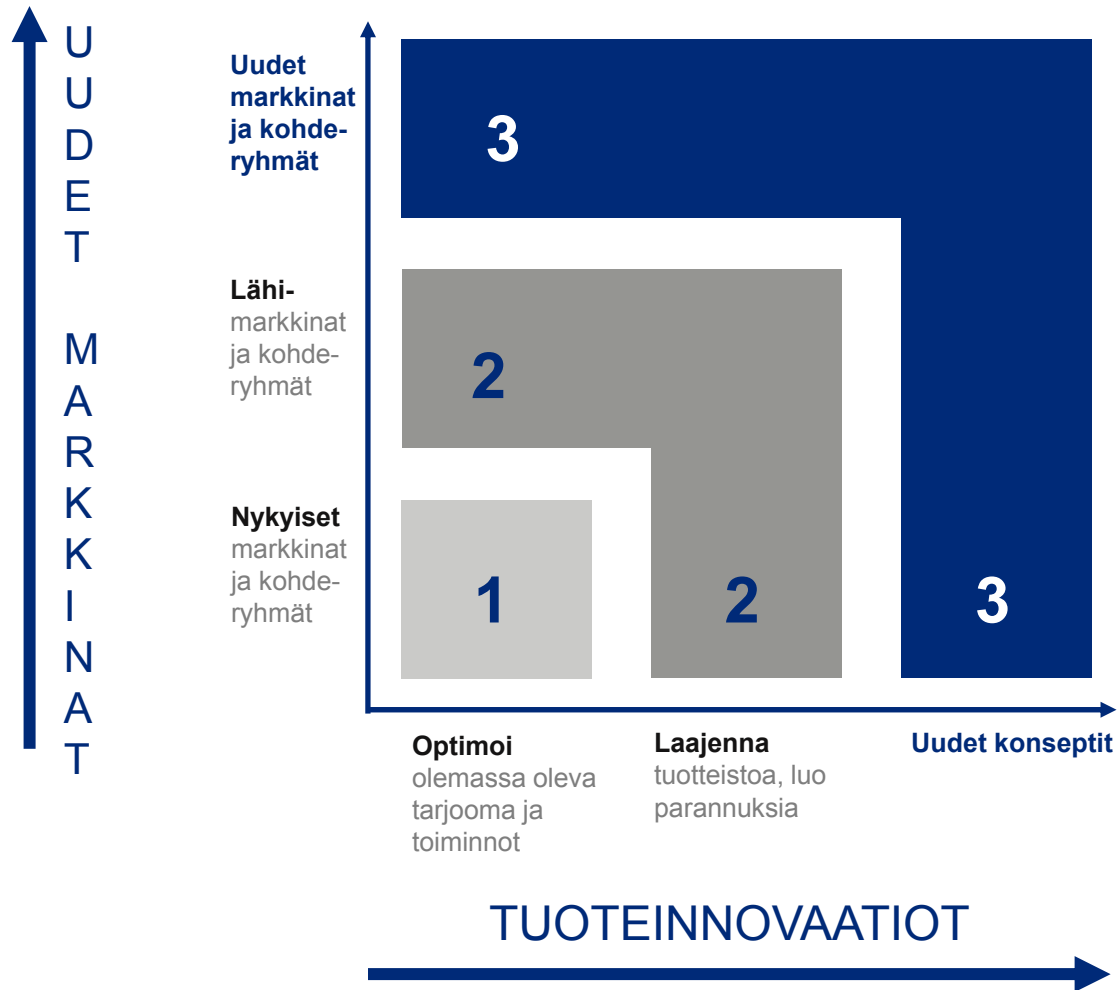 UUDET MARKKINAT
Uudet
markkinat
ja kohde-
ryhmät
3
Lähi-
markkinat
ja kohde-
ryhmät
2
Nykyiset
markkinat
ja kohde-
ryhmät
1
2
3
Optimoi
olemassa oleva
tarjooma ja
toiminnot
Laajenna
tuotteistoa, luo
parannuksia
Uudet konseptit
TUOTEINNOVAATIOT